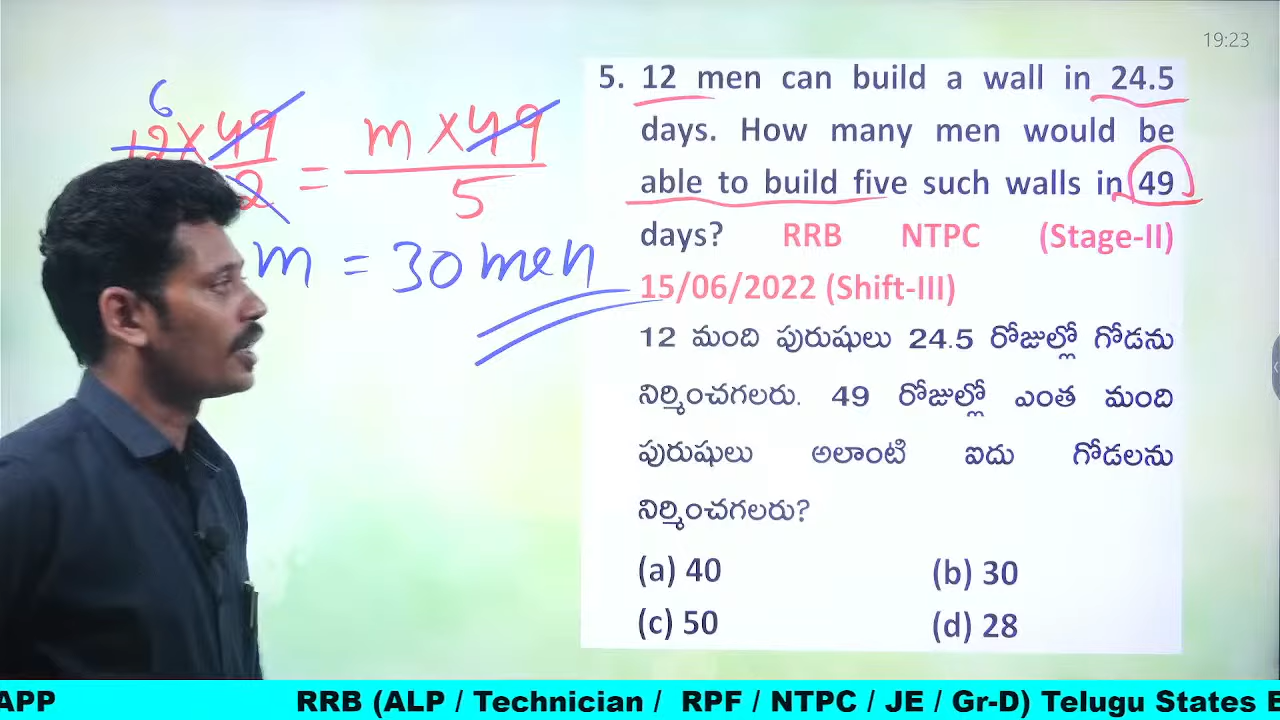 19:23
5. 12 men can build a wall in 24.5
days. How many men would be
able to build five such walls in 49
days? RRB NTPC (Stage-II)
15/06/2022 (Shift-III)
12 మంది పురుషులు 24.5 రోజుల్లో గోడను
నిర్మించగలరు. 49 రోజుల్లో ఎంత మంది
పురుషులు అలాంటి ఐదు గోడలను
నిర్మించగలరు?
(a) 40 (b) 30
(c) 50 (d) 28
6
12 × 49 = m × 49
2 5
m = 30 men
APP RRB (ALP / Technician / RPF / NTPC / JE / Gr-D) Telugu States E